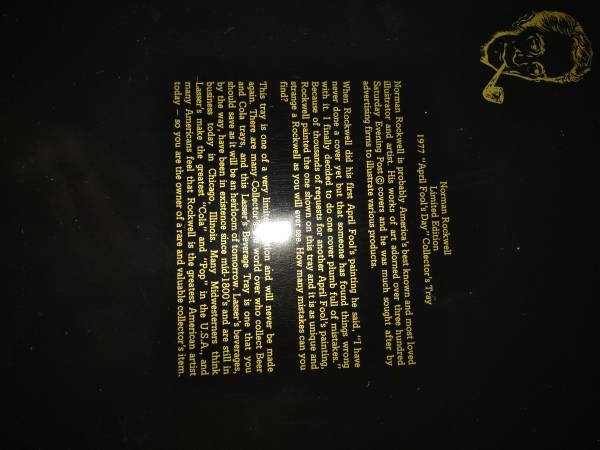 Norman Rockwell
Limited Edition
1977 "April Fool's Day" Collector's Tray
Norman Rockwell is probably America's best known and most loved
illustrator and artist. His works of art adorned over three hundred
Saturday Evening Post © covers and he was much sought after by
advertising firms to illustrate various products.
When Rockwell did his first April Fool's painting he said, "I have
never done a cover yet but that someone has found things wrong
with it. I finally decided to do one cover plumb full of mistakes."
Because of thousands of requests for another April Fool's painting,
Rockwell painted the one shown on this tray and it is as unique and
strange a Rockwell as you will ever see. How many mistakes can you
find?
This tray is one of a very and will never be made
again. There are many world over who collect Beer
and Cola trays, and this Lasser's Beverage Tray is one that you
should save as it will be an heirloom of tomorrow. Lasser's beverages,
by the way, have been in existence since mid-1800's and are still in
business today in Chicago, Illinois. Many Midwesterners think
Lasser's make the greatest "Cola" and "Pop" in the U.S.A., and
many Americans feel that Rockwell is the greatest American artist
today — so you are the owner of a rare and valuable collector's item.